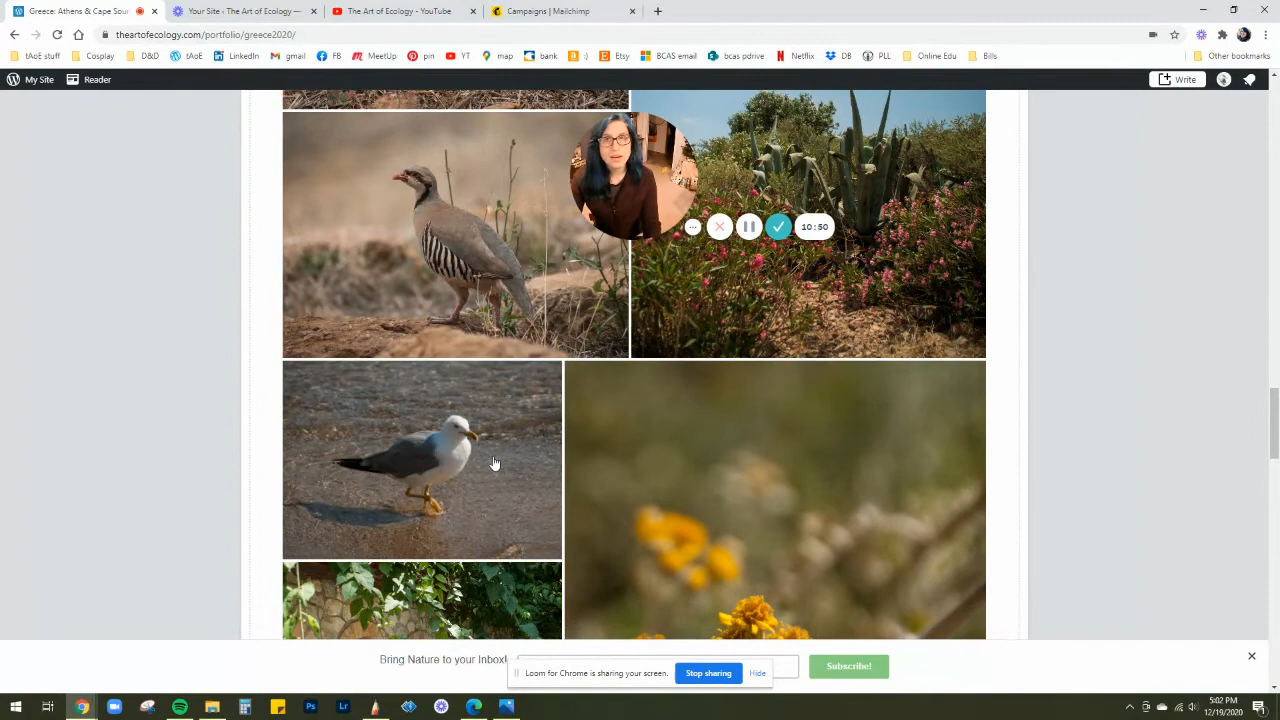 Greece: Athens & Cape Soun
Your Site ‹ The Art of Ecology —
The Art of Ecology - YouTube
Campaigns | Mailchimp
theartofecology.com/portfolio/greece2020/
tAoE stuff Cosplay D&D tAoE LinkedIn gmail FB MeetUp pin YT map bank :) Etsy BCAS email bcas pdrive Netflix DB PLL Online Edu Bills Other bookmarks
My Site Reader Write
10:50
Bring Nature to your Inbox!
Subscribe!
Loom for Chrome is sharing your screen. Stop sharing Hide
5:02 PM
12/19/2020